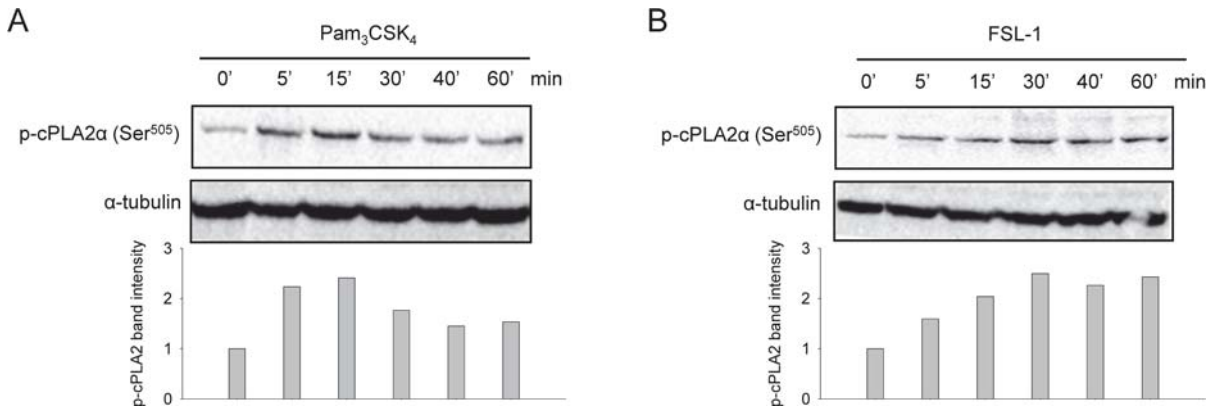 A
Pam₃CSK₄
0' 5' 15' 30' 40' 60' min
p-cPLA2α (Ser⁵⁰⁵)
α-tubulin
p-cPLA2 band intensity
3
2
1
0
B
FSL-1
0' 5' 15' 30' 40' 60' min
p-cPLA2α (Ser⁵⁰⁵)
α-tubulin
p-cPLA2 band intensity
3
2
1
0